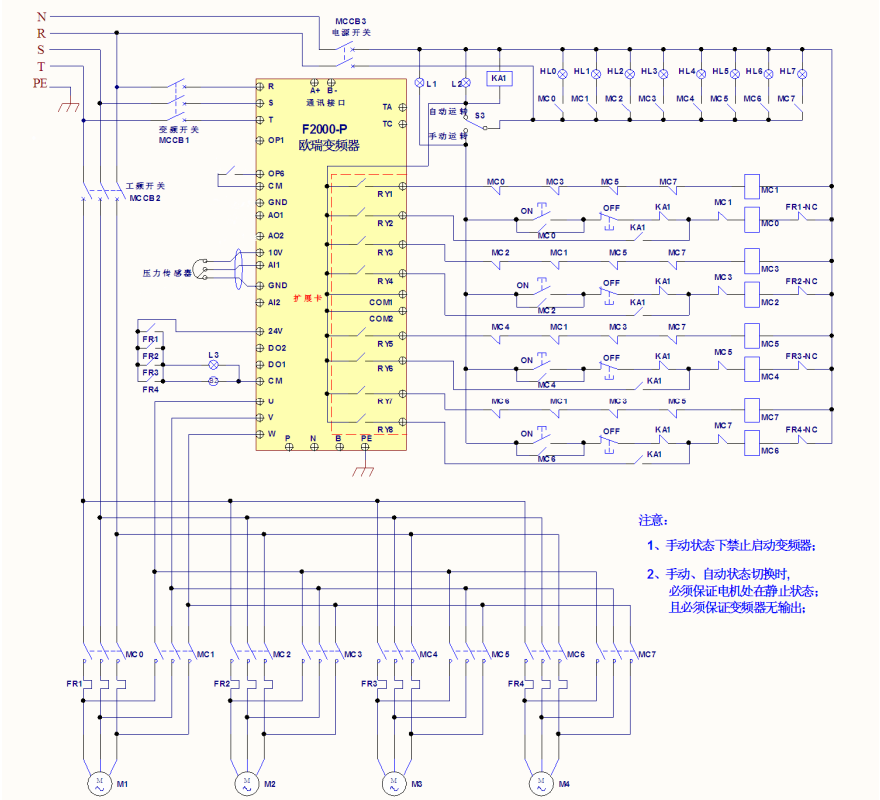 N
R
S
T
PE
MCCB3
电源开关
变频开关
MCCB1
工频开关
MCCB2
R
S
T
OP1
OP6
CM
GND
AO1
AO2
10V
AI1
GND
AI2
24V
DO2
DO1
CM
U
V
W
A+ B-
通讯接口
F2000-P
欧瑞变频器
TA
TC
扩展卡
RY1
RY2
RY3
RY4
COM1
COM2
RY5
RY6
RY7
RY8
P N B PE
压力传感器
FR1
FR2
FR3
FR4
L3
L1 L2 KA1
自动运转
S3
手动运转
HL0 HL1 HL2 HL3 HL4 HL5 HL6 HL7
MC0 MC1 MC2 MC3 MC4 MC5 MC6 MC7
MC0 MC3 MC5 MC7 MC1
ON OFF KA1 MC1 FR1-NC
MC0 KA1 MC0
MC2 MC1 MC5 MC7 MC3
ON OFF KA1 MC3 FR2-NC
MC2 KA1 MC2
MC4 MC1 MC3 MC7 MC5
ON OFF KA1 MC5 FR3-NC
MC4 KA1 MC4
MC6 MC1 MC3 MC5 MC7
ON OFF KA1 MC7 FR4-NC
MC6 KA1 MC6
注意：
1、手动状态下禁止启动变频器；
2、手动、自动状态切换时，
必须保证电机处在静止状态；
且必须保证变频器无输出；
MC0 MC1 MC2 MC3 MC4 MC5 MC6 MC7
FR1 FR2 FR3 FR4
M M M M
M1 M2 M3 M4